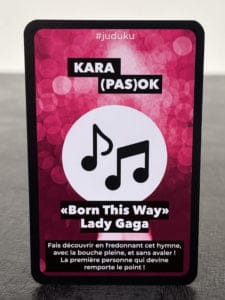 #juduku
KARA
(PAS)OK
«Born This Way»
Lady Gaga
Fais découvrir en fredonnant cet hymne,
avec la bouche pleine, et sans avaler !
La première personne qui devine
remporte le point !